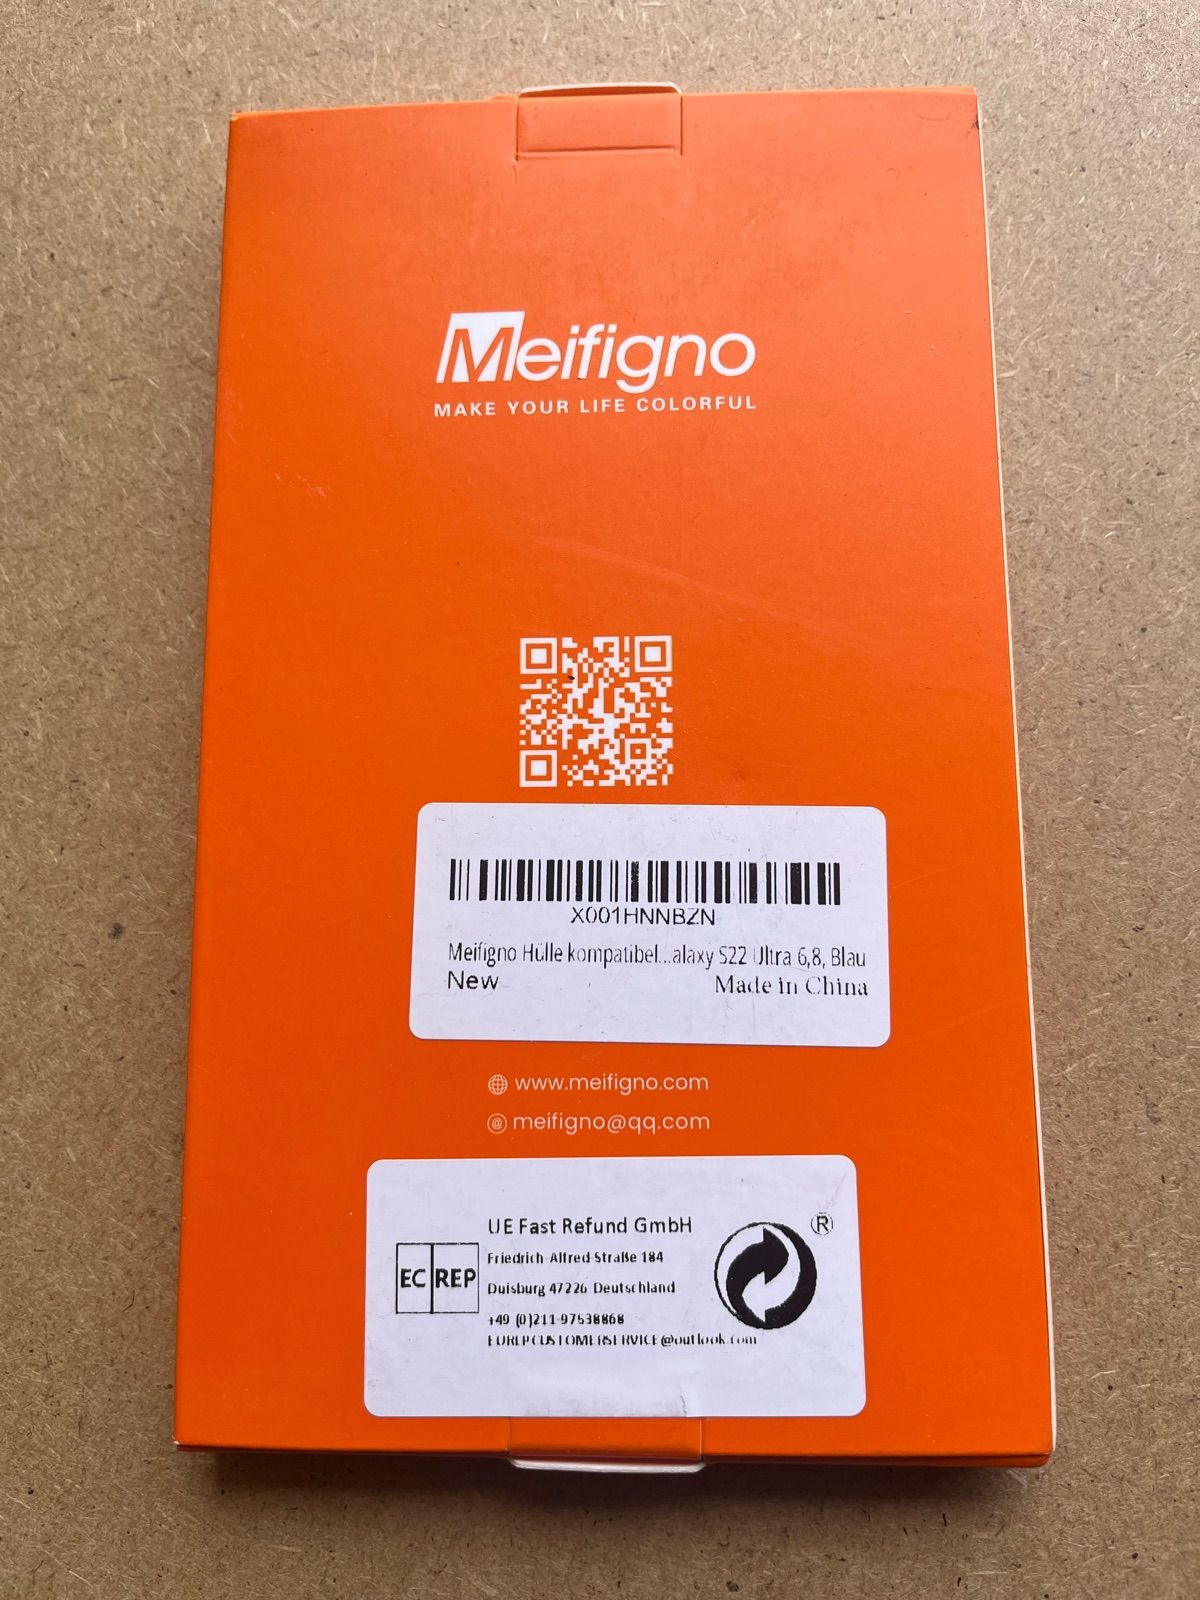 Meifigno
MAKE YOUR LIFE COLORFUL
X001HNNBZN
Meifigno Hülle kompatibel...alaxy S22 Ultra 6,8, Blau
New Made in China
www.meifigno.com
meifigno@qq.com
UE Fast Refund GmbH
Friedrich-Alfred-Straße 184
EC REP
Duisburg 47226 Deutschland
+49 (0)211-97538868
EUREPCUSTOMERSERVICE@outlook.com
®